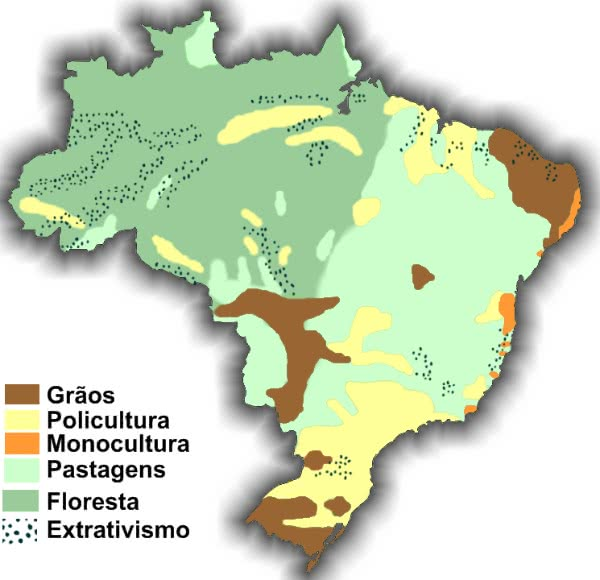 Grãos
Policultura
Monocultura
Pastagens
Floresta
Extrativismo